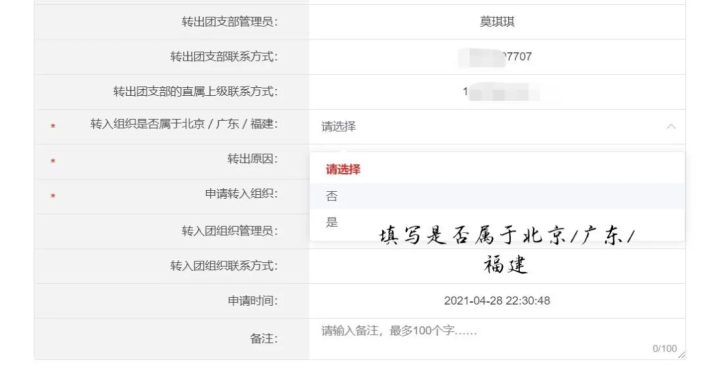 转出团支部管理员： 莫琪琪
转出团支部联系方式： 7707
转出团支部的直属上级联系方式： 1
* 转入组织是否属于北京 / 广东 / 福建： 请选择
* 转出原因：
请选择
* 申请转入组织： 否
是
转入团组织管理员：
填写是否属于北京/广东/
福建
转入团组织联系方式：
申请时间： 2021-04-28 22:30:48
备注： 请输入备注，最多100个字……
0/100